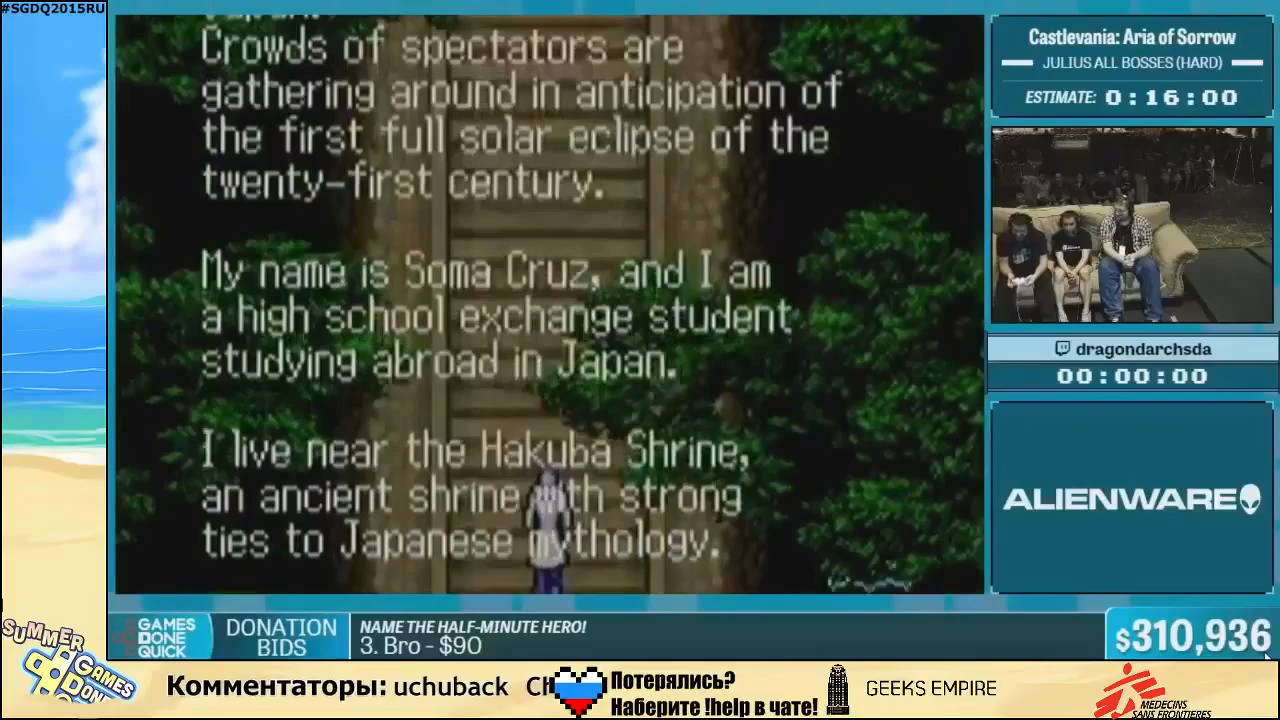 #SGDQ2015RU
Crowds of spectators are
gathering around in anticipation of
the first full solar eclipse of the
twenty-first century.
My name is Soma Cruz, and I am
a high school exchange student
studying abroad in Japan.
I live near the Hakuba Shrine,
an ancient shrine with strong
ties to Japanese mythology.
Castlevania: Aria of Sorrow
JULIUS ALL BOSSES (HARD)
ESTIMATE: 0:16:00
dragondarchsda
00:00:00
ALIENWARE
GAMES
DONE
QUICK
DONATION
BIDS
NAME THE HALF-MINUTE HERO!
3. Bro - $90
$310,936
SUMMER
GAMES
DONE
Комментаторы: uchuback
Потерялись?
Наберите !help в чате!
GEEKS EMPIRE
MEDECINS
SANS FRONTIERES